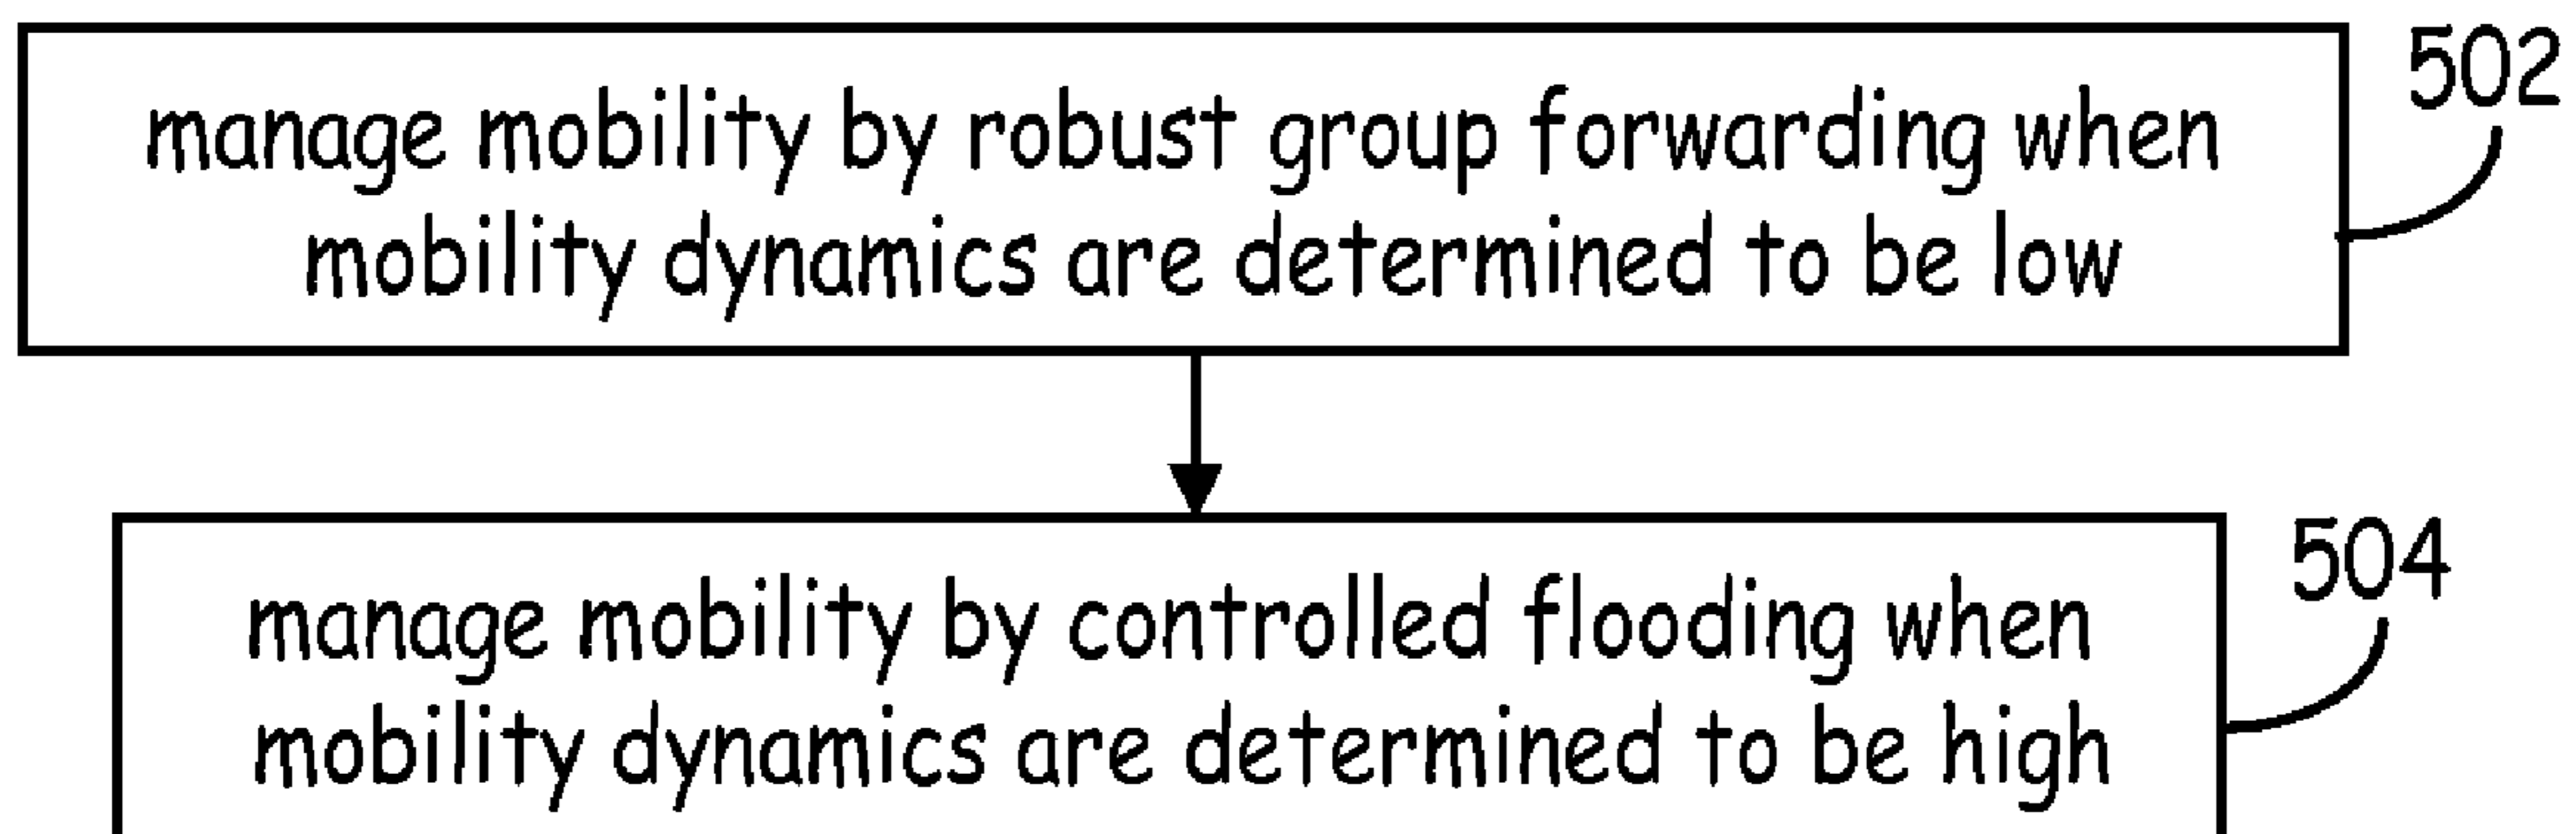 manage mobility by robust group forwarding when
mobility dynamics are determined to be low
502
manage mobility by controlled flooding when
mobility dynamics are determined to be high
504